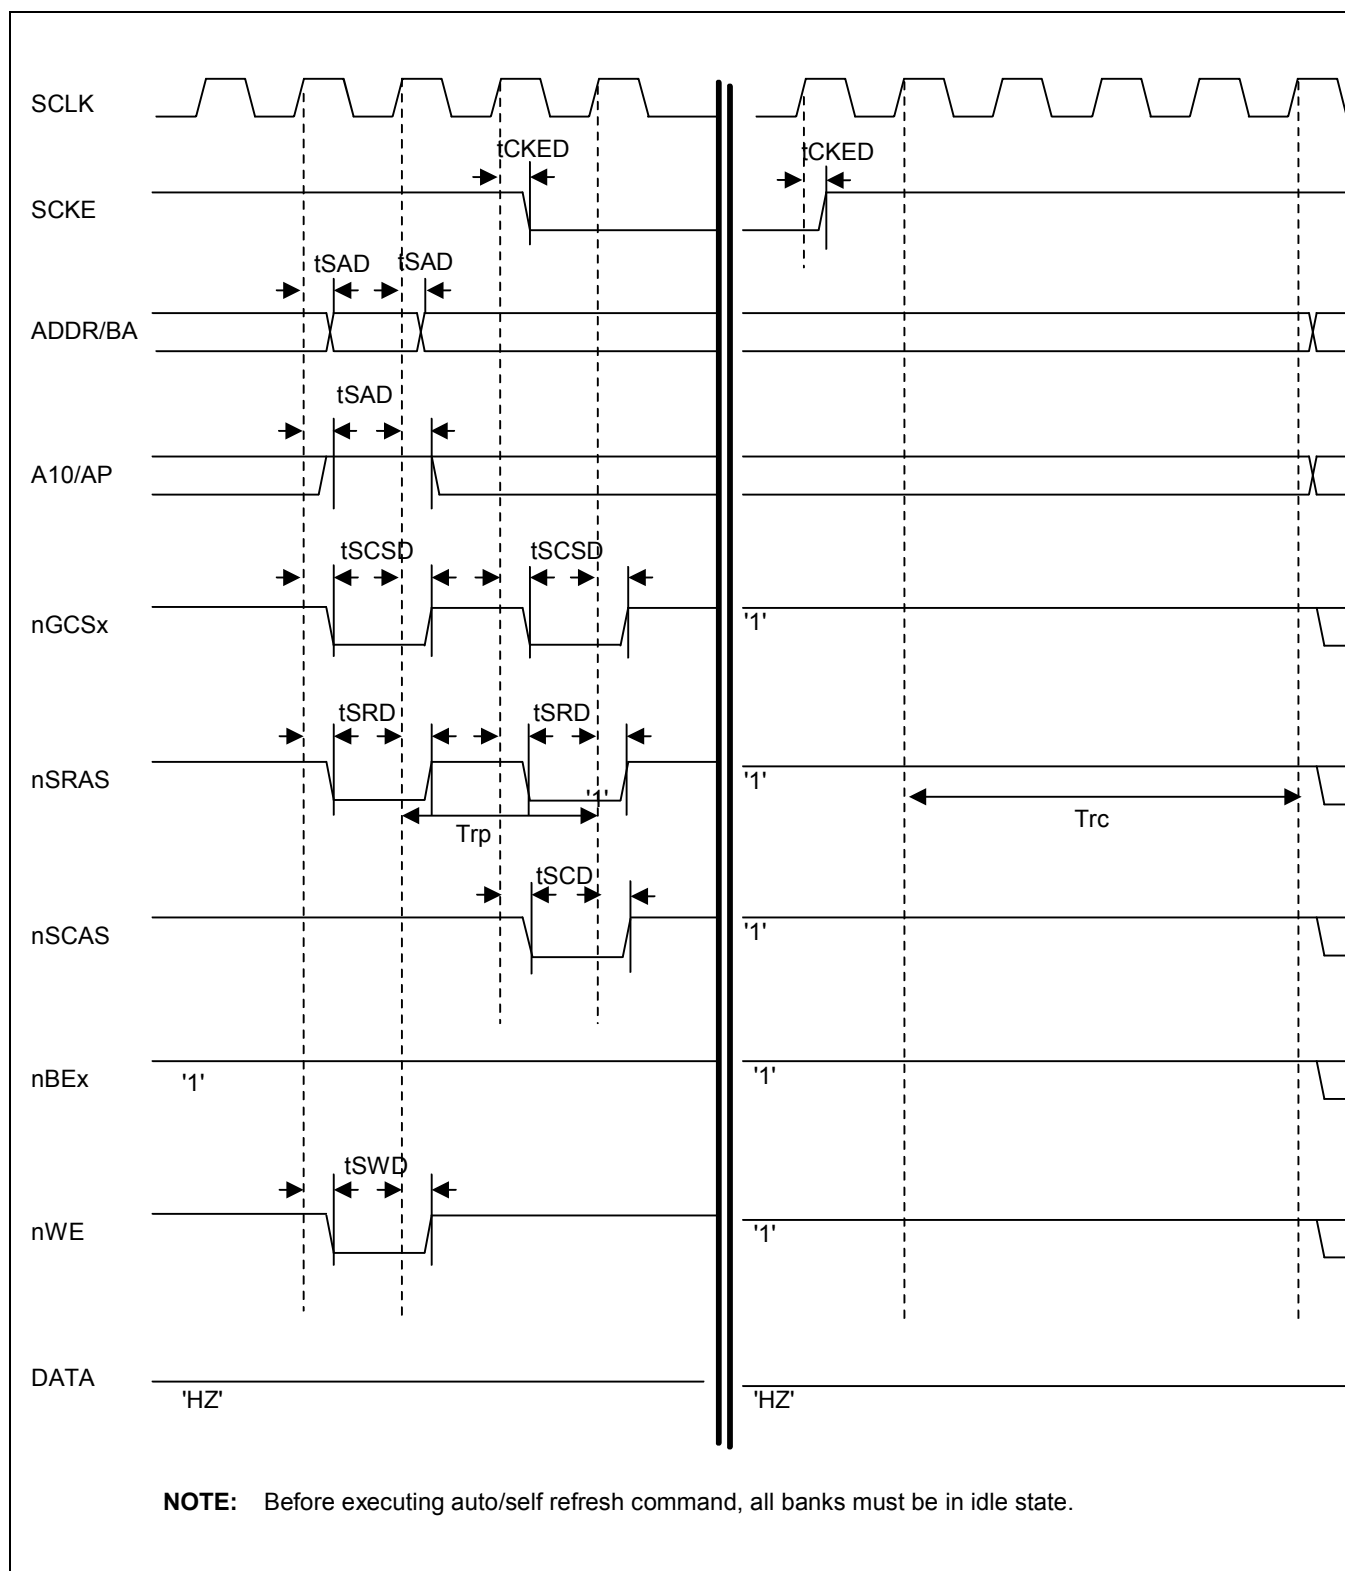 SCLK
tCKED
tCKED
SCKE
tSAD
tSAD
ADDR/BA
tSAD
A10/AP
tSCSD
tSCSD
nGCSx
'1'
tSRD
tSRD
nSRAS
'1'
'1'
Trp
Trc
tSCD
nSCAS
'1'
nBEx
'1'
'1'
tSWD
nWE
'1'
DATA
'HZ'
'HZ'
NOTE: Before executing auto/self refresh command, all banks must be in idle state.